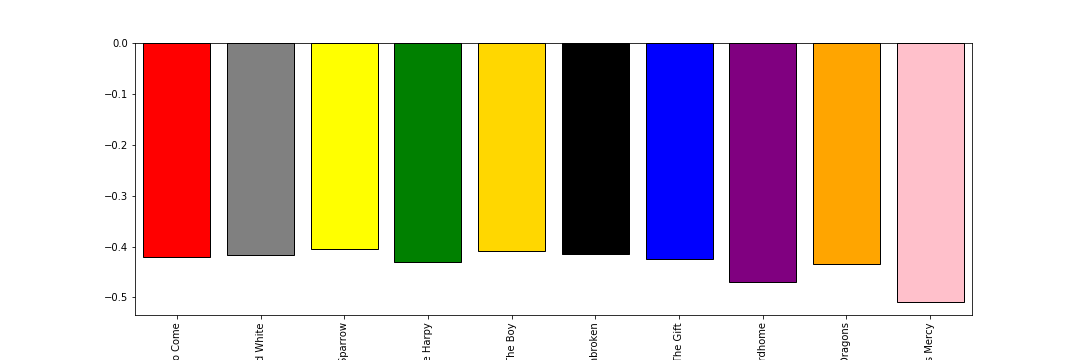 0.0
−0.1
−0.2
−0.3
−0.4
−0.5
o Come
d White
Sparrow
e Harpy
The Boy
nbroken
The Gift
rdhome
Dragons
s Mercy